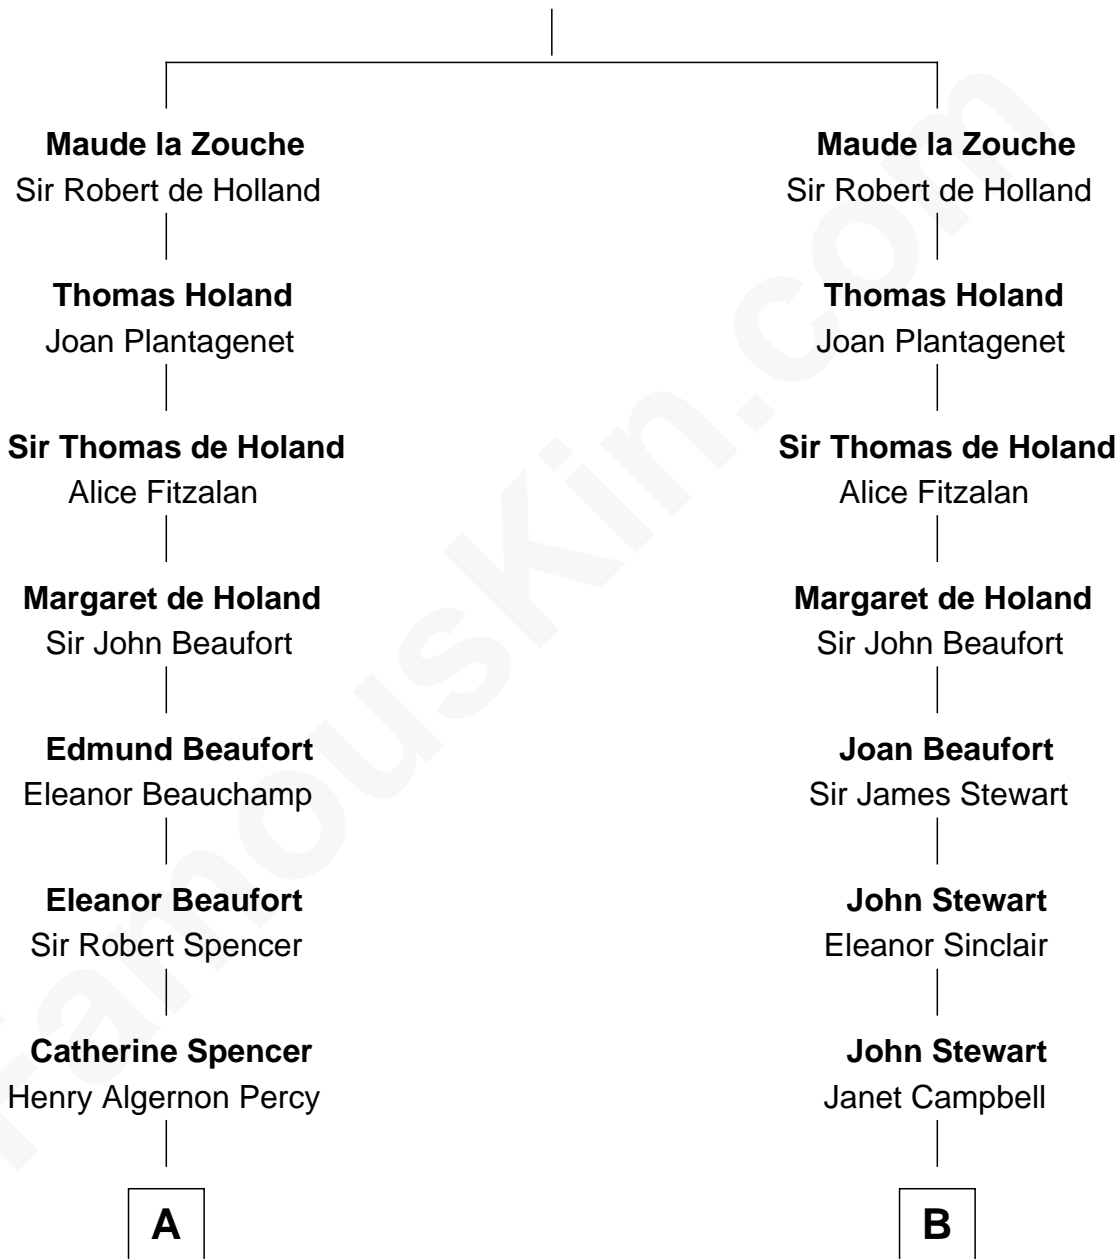 Maude la Zouche
Sir Robert de Holland
Thomas Holand
Joan Plantagenet
Sir Thomas de Holand
Alice Fitzalan
Margaret de Holand
Sir John Beaufort
Edmund Beaufort
Eleanor Beauchamp
Eleanor Beaufort
Sir Robert Spencer
Catherine Spencer
Henry Algernon Percy
A
Maude la Zouche
Sir Robert de Holland
Thomas Holand
Joan Plantagenet
Sir Thomas de Holand
Alice Fitzalan
Margaret de Holand
Sir John Beaufort
Joan Beaufort
Sir James Stewart
John Stewart
Eleanor Sinclair
John Stewart
Janet Campbell
B
FamousKin.com